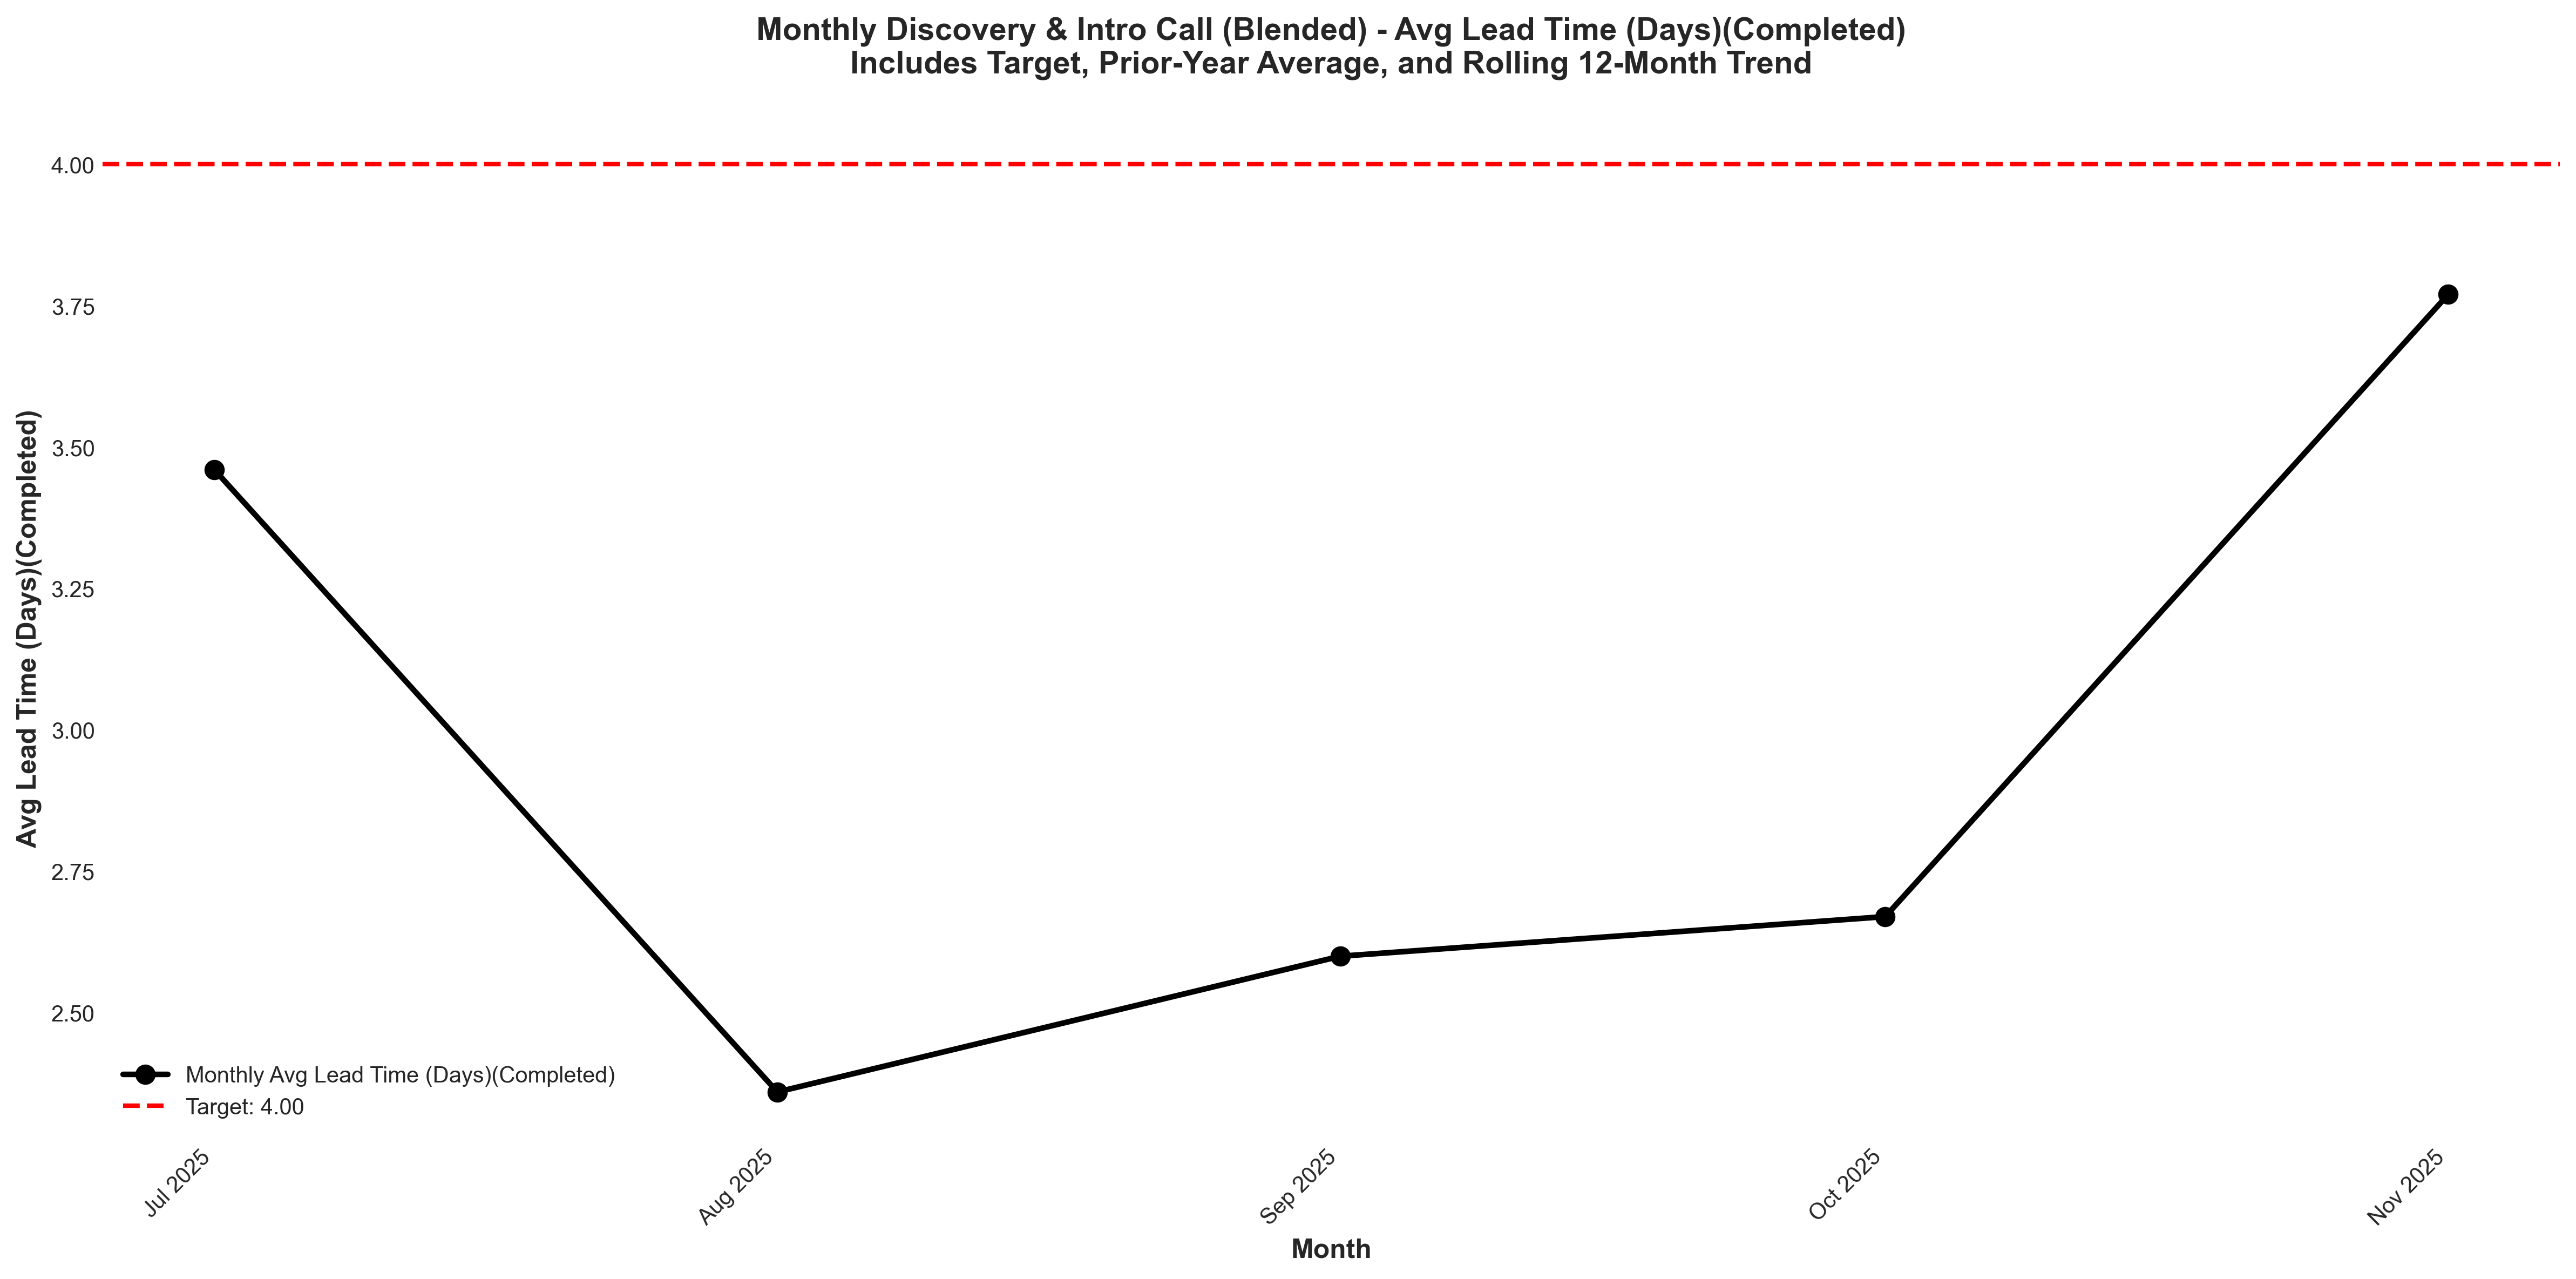 Monthly Discovery & Intro Call (Blended) - Avg Lead Time (Days)(Completed)
Includes Target, Prior-Year Average, and Rolling 12-Month Trend
Avg Lead Time (Days)(Completed)
4.00
3.75
3.50
3.25
3.00
2.75
2.50
Monthly Avg Lead Time (Days)(Completed)
Target: 4.00
Jul 2025
Aug 2025
Sep 2025
Oct 2025
Nov 2025
Month